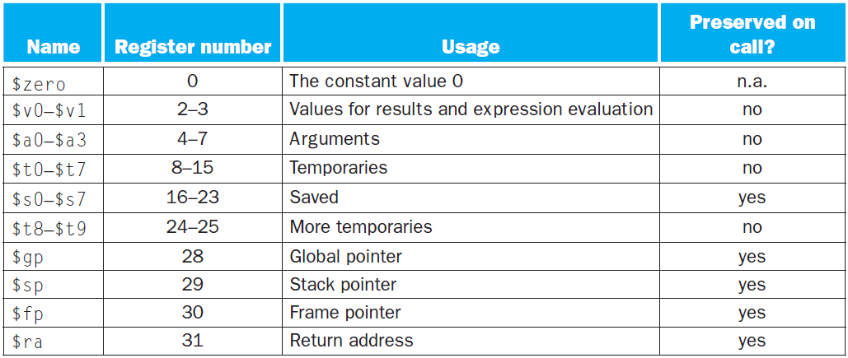 Name Register number Usage Preserved on call?
$zero 0 The constant value 0 n.a.
$v0–$v1 2–3 Values for results and expression evaluation no
$a0–$a3 4–7 Arguments no
$t0–$t7 8–15 Temporaries no
$s0–$s7 16–23 Saved yes
$t8–$t9 24–25 More temporaries no
$gp 28 Global pointer yes
$sp 29 Stack pointer yes
$fp 30 Frame pointer yes
$ra 31 Return address yes